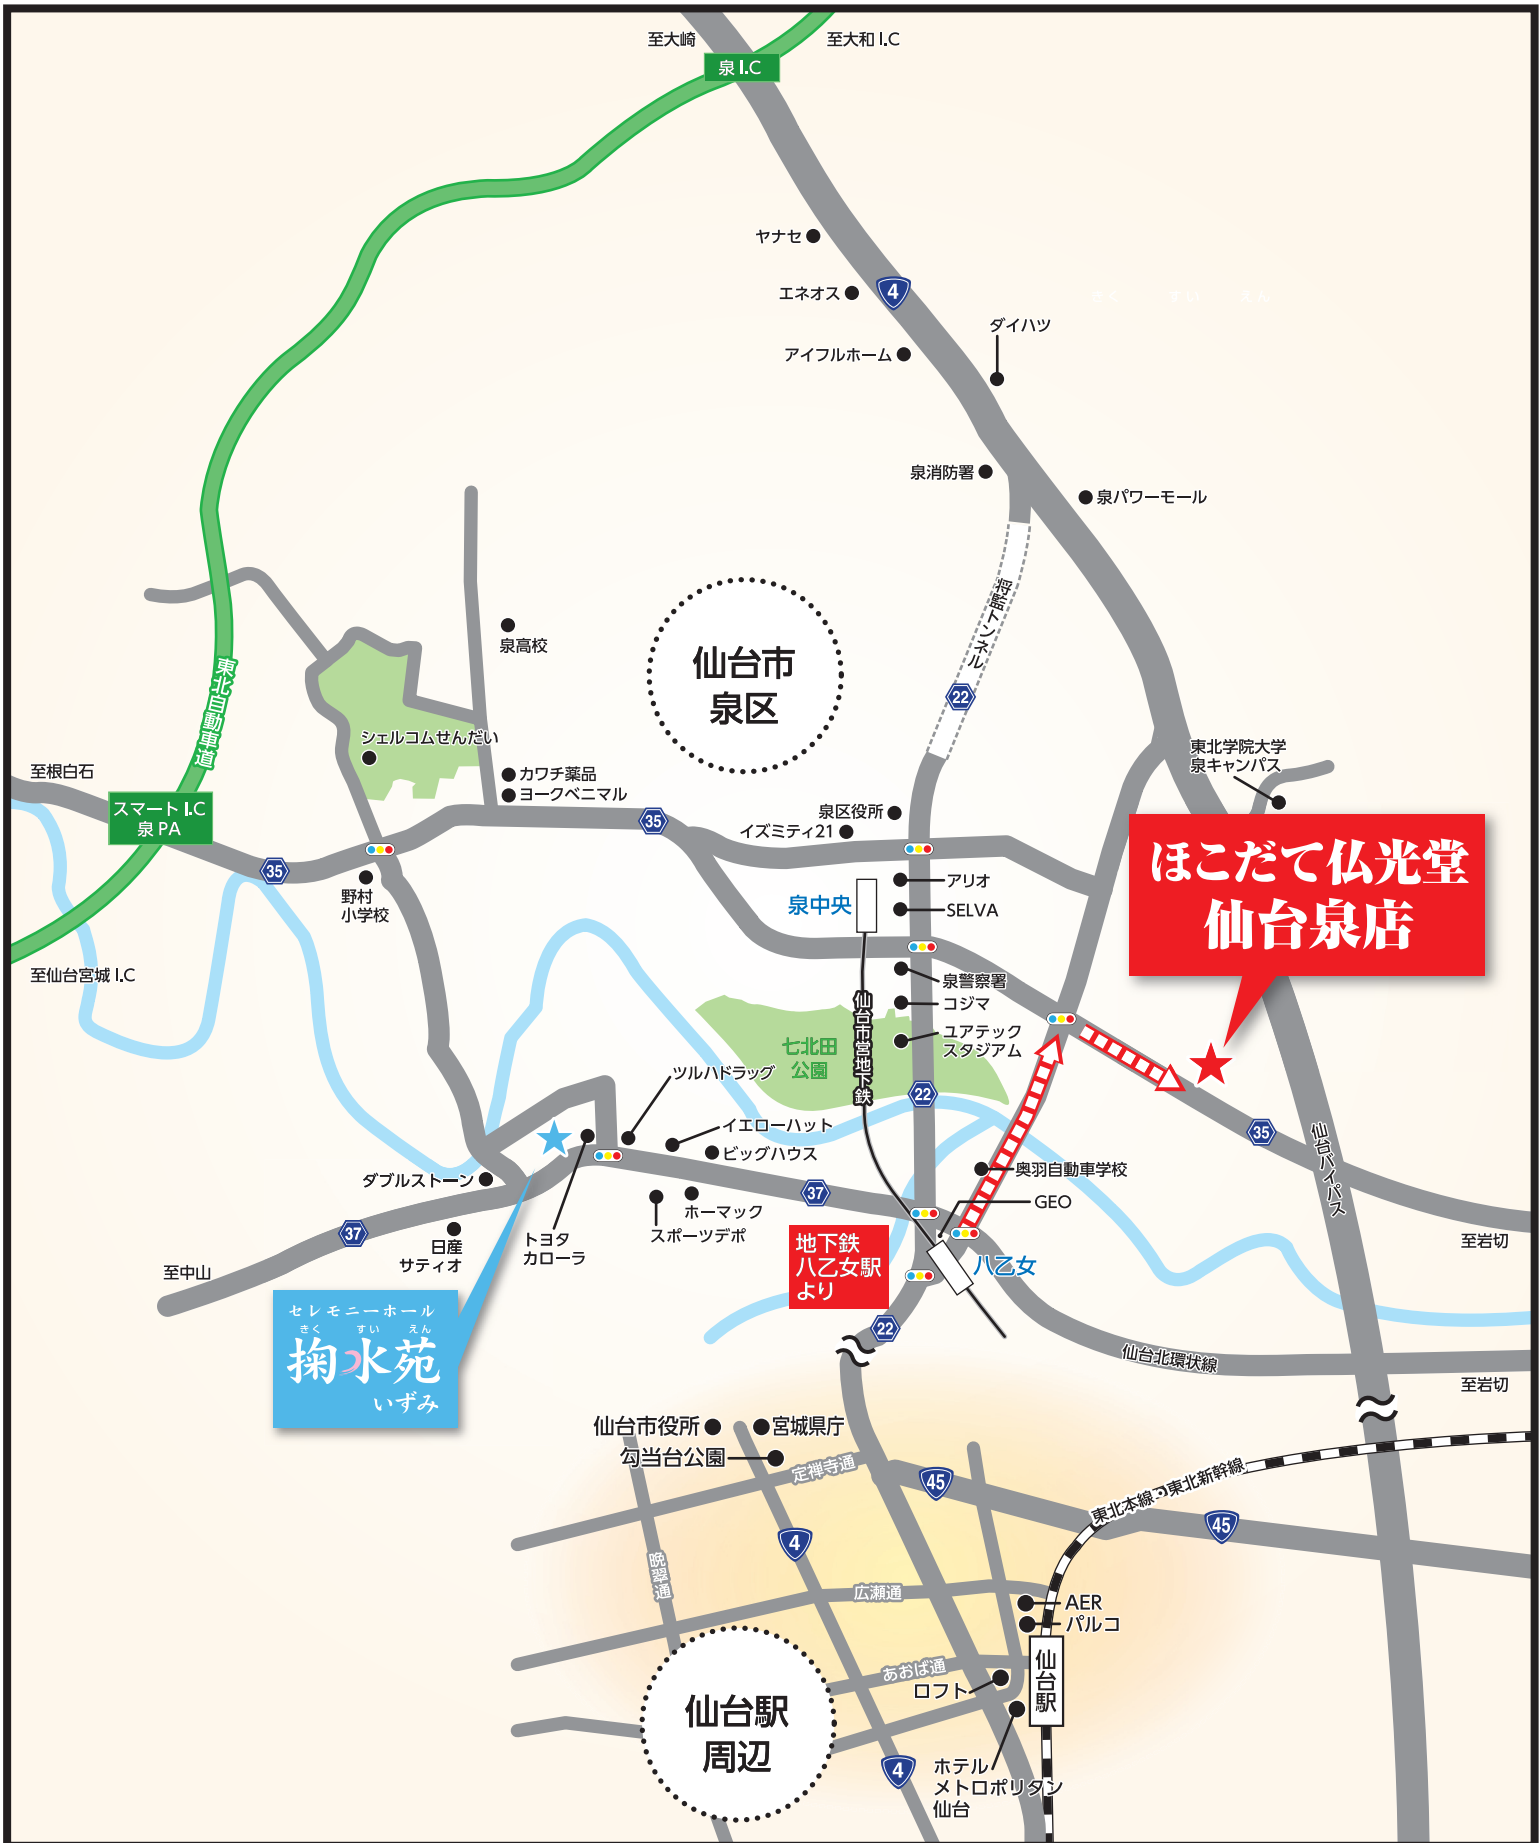 至大崎
至大和 I.C
泉 I.C
ヤナセ
エネオス
4
きく すい えん
ダイハツ
アイフルホーム
泉消防署
泉パワーモール
泉高校
仙台市
泉区
22
東北自動車道
シェルコムせんだい
至根白石
カワチ薬品
ヨークベニマル
スマート I.C
泉 PA
35
35
泉区役所
イズミティ21
東北学院大学
泉キャンパス
野村
小学校
ほこだて仏光堂
仙台泉店
泉中央
アリオ
SELVA
至仙台宮城 I.C
泉警察署
コジマ
ユアテック
スタジアム
仙台市営地下鉄
七北田
公園
22
ツルハドラッグ
イエローハット
ビッグハウス
35
仙台バイパス
奥羽自動車学校
ダブルストーン
37
GEO
ホーマック
スポーツデポ
37
日産
サティオ
トヨタ
カローラ
地下鉄
八乙女駅
より
八乙女
至岩切
至中山
セレモニーホール
きく すい えん
掬水苑
いずみ
22
仙台北環状線
至岩切
仙台市役所
宮城県庁
勾当台公園
定禅寺通
45
東北本線・東北新幹線
45
4
晩翠通
広瀬通
AER
パルコ
あおば通
ロフト
仙台駅
仙台駅
周辺
4
ホテル
メトロポリタン
仙台